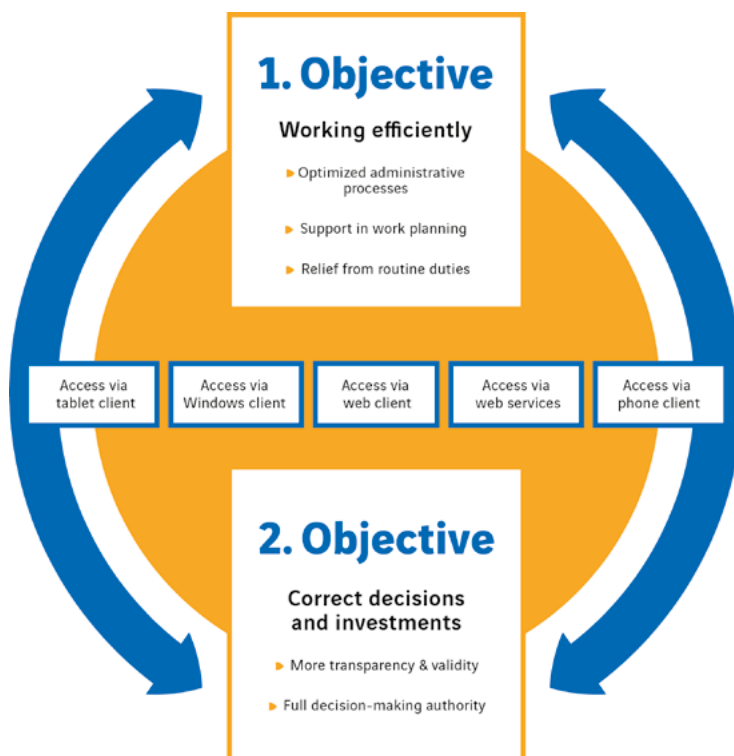 1. Objective
Working efficiently
Optimized administrative
processes
Support in work planning
Relief from routine duties
Access via
tablet client
Access via
Windows client
Access via
web client
Access via
web services
Access via
phone client
2. Objective
Correct decisions
and investments
More transparency & validity
Full decision-making authority